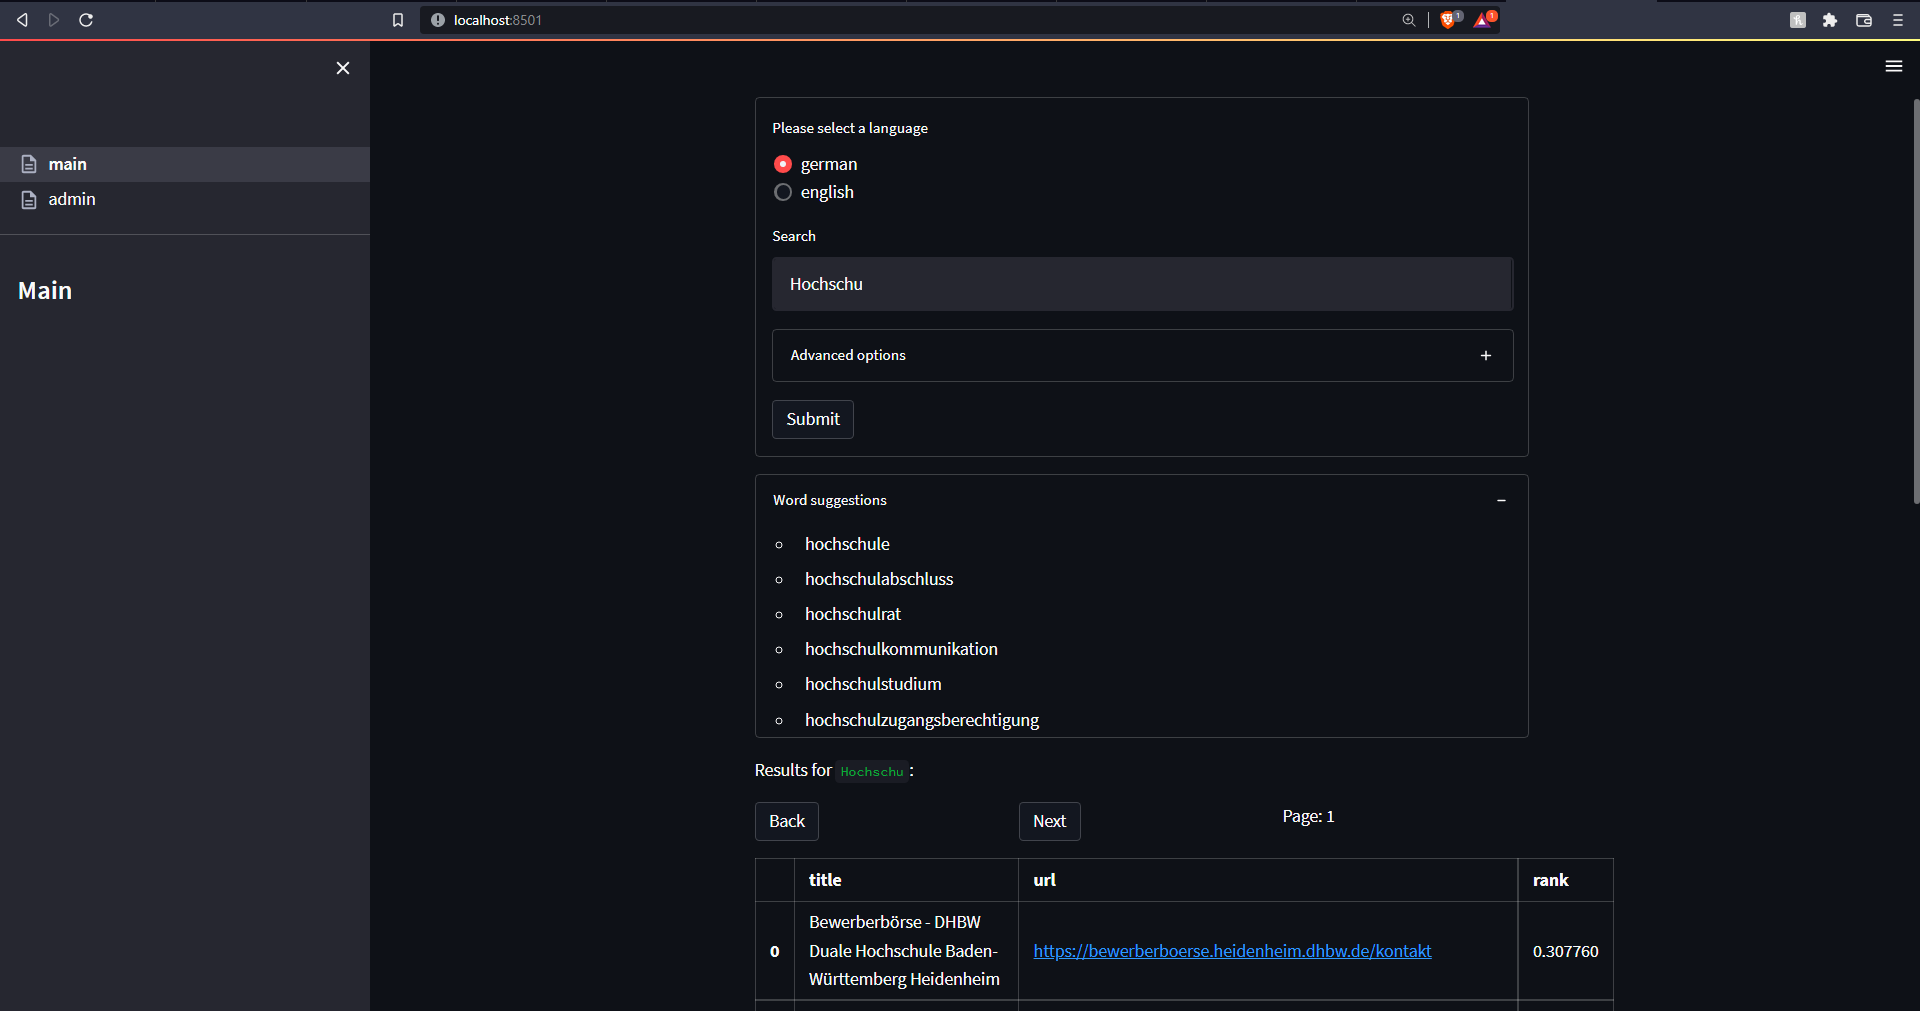 localhost:8501
1
1
main
admin
Main
Please select a language
german
english
Search
Hochschu
Advanced options
Submit
Word suggestions
hochschule
hochschulabschluss
hochschulrat
hochschulkommunikation
hochschulstudium
hochschulzugangsberechtigung
Results for Hochschu:
Back Next Page: 1
title url rank
Bewerberbörse - DHBW
0 Duale Hochschule Baden- https://bewerberboerse.heidenheim.dhbw.de/kontakt 0.307760
Württemberg Heidenheim